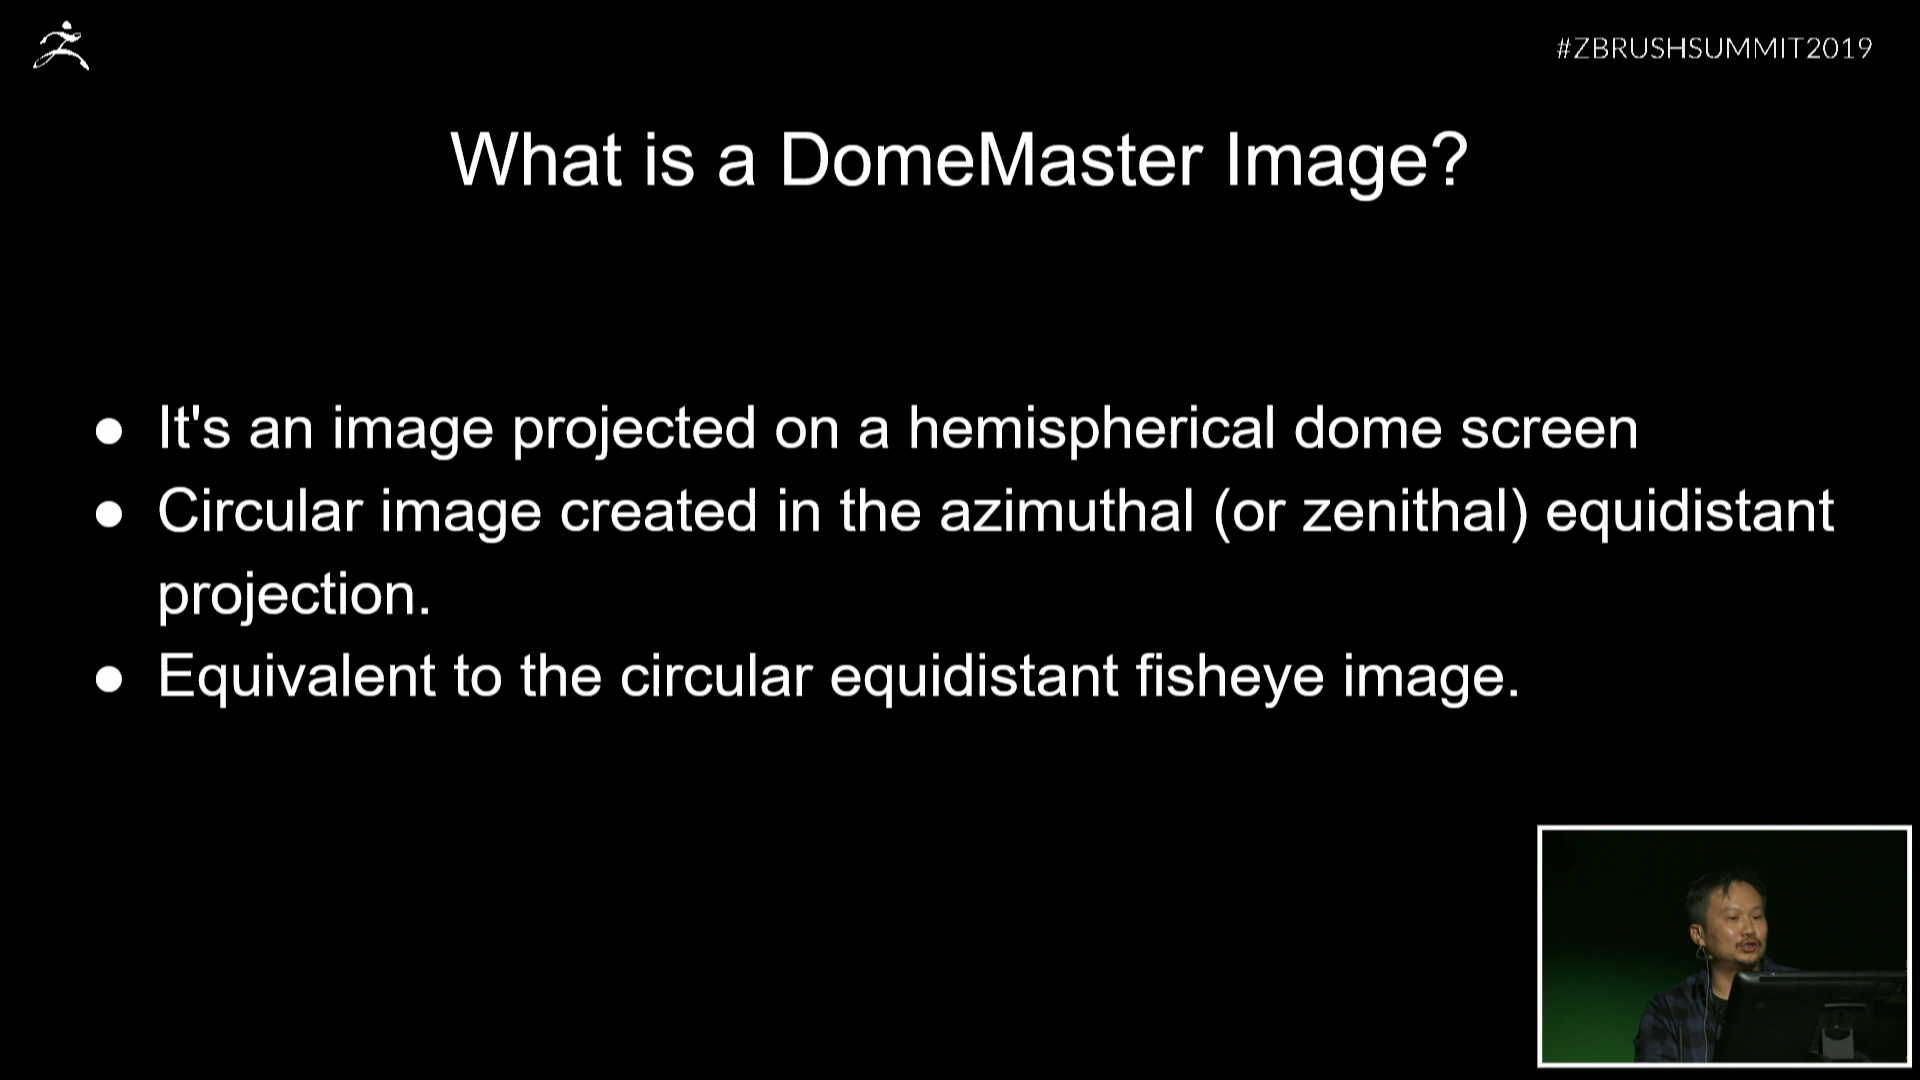 #ZBRUSHSUMMIT2019
What is a DomeMaster Image?
● It's an image projected on a hemispherical dome screen
● Circular image created in the azimuthal (or zenithal) equidistant
projection.
● Equivalent to the circular equidistant fisheye image.